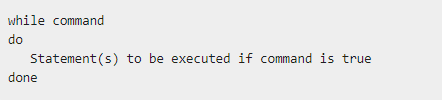 while command
do
   Statement(s) to be executed if command is true
done